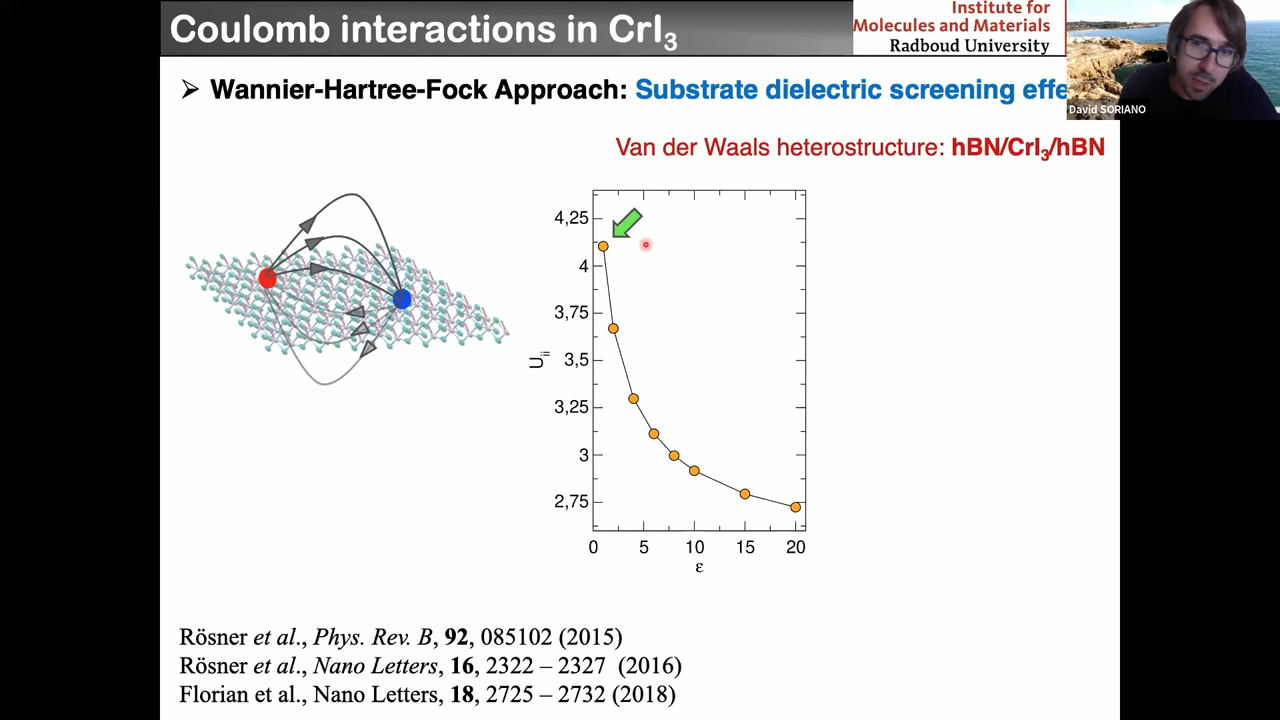 Coulomb interactions in CrI₃
Institute for
Molecules and Materials
Radboud University
David SORIANO
➢ Wannier-Hartree-Fock Approach: Substrate dielectric screening effe
Van der Waals heterostructure: hBN/CrI₃/hBN
4,25
4
3,75
3,5
3,25
3
2,75
Uᵢᵢ
0 5 10 15 20
ε
Rösner et al., Phys. Rev. B, 92, 085102 (2015)
Rösner et al., Nano Letters, 16, 2322 – 2327 (2016)
Florian et al., Nano Letters, 18, 2725 – 2732 (2018)